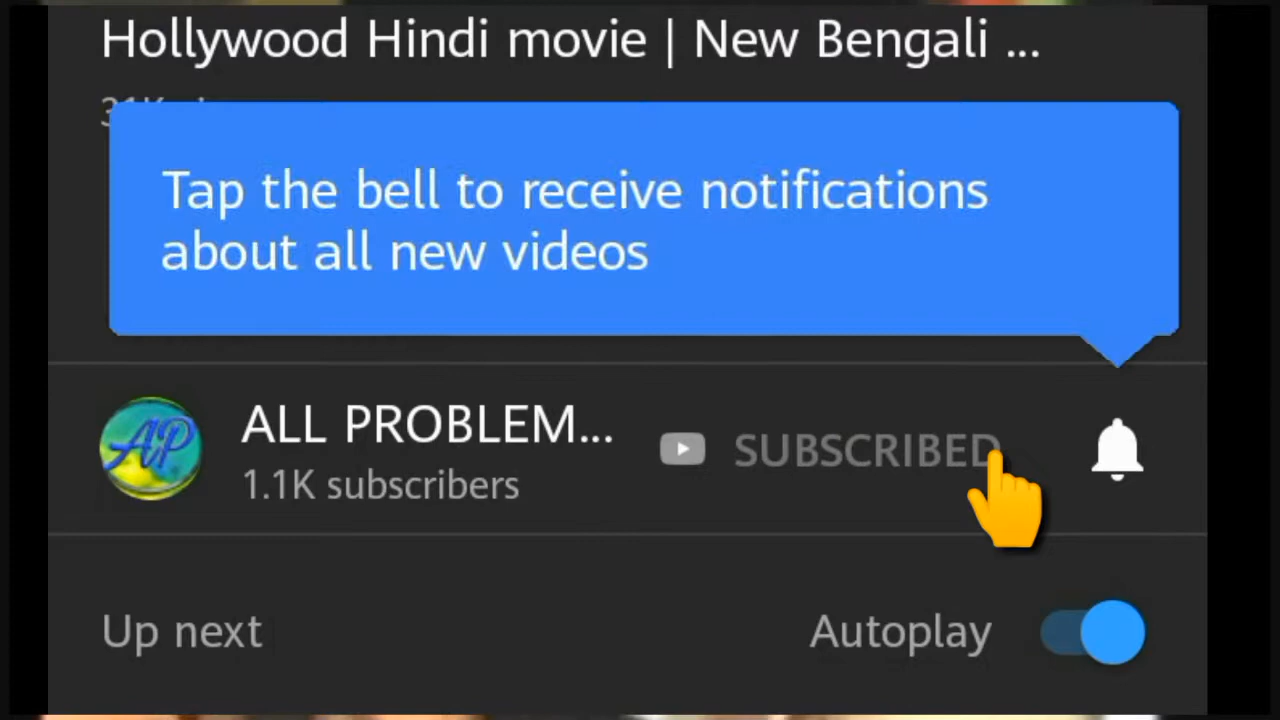 Hollywood Hindi movie | New Bengali ...
Tap the bell to receive notifications
about all new videos
AP
ALL PROBLEM...
1.1K subscribers
SUBSCRIBED
Up next
Autoplay